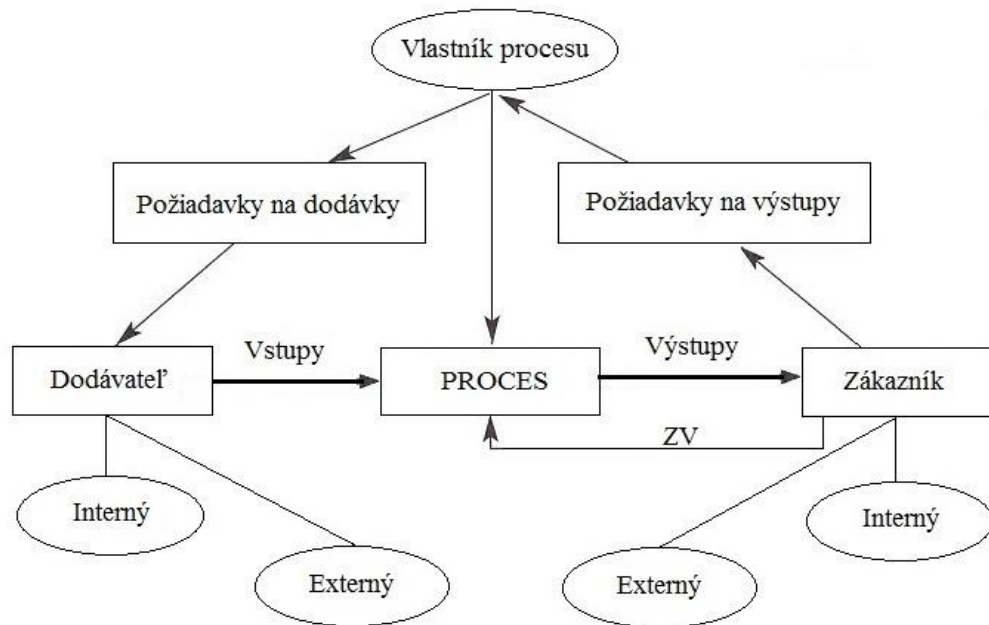 Vlastník procesu
Požiadavky na dodávky
Požiadavky na výstupy
Vstupy
Výstupy
Dodávateľ
PROCES
Zákazník
ZV
Interný
Interný
Externý
Externý